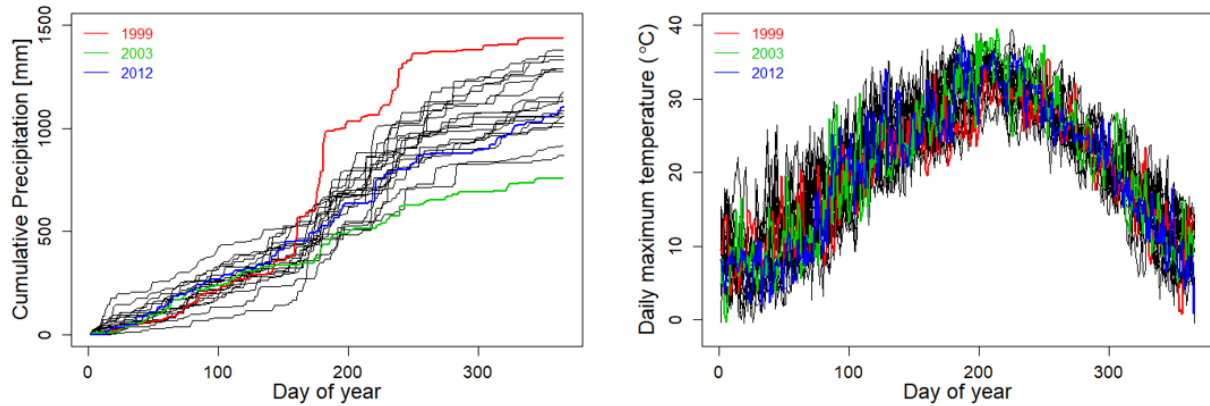 Cumulative Precipitation [mm]
1500
1000
500
0
1999
2003
2012
0 100 200 300
Day of year
Daily maximum temperature (°C)
40
30
20
10
0
1999
2003
2012
0 100 200 300
Day of year